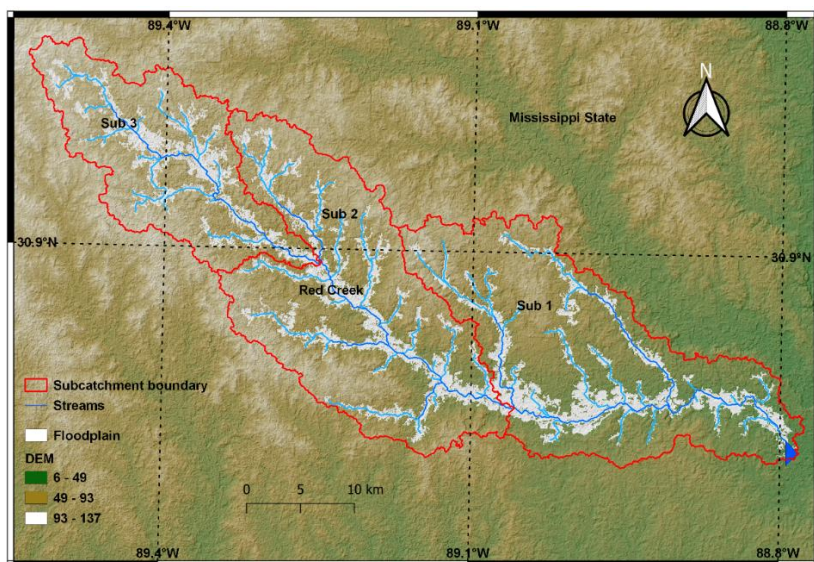 89.4°W 89.1°W 88.8°W
N
Sub 3
Mississippi State
Sub 2
30.9°N 30.9°N
Red Creek
Sub 1
Subcatchment boundary
Streams
Floodplain
DEM
6 - 49
49 - 93
93 - 137
0 5 10 km
89.4°W 89.1°W 88.8°W